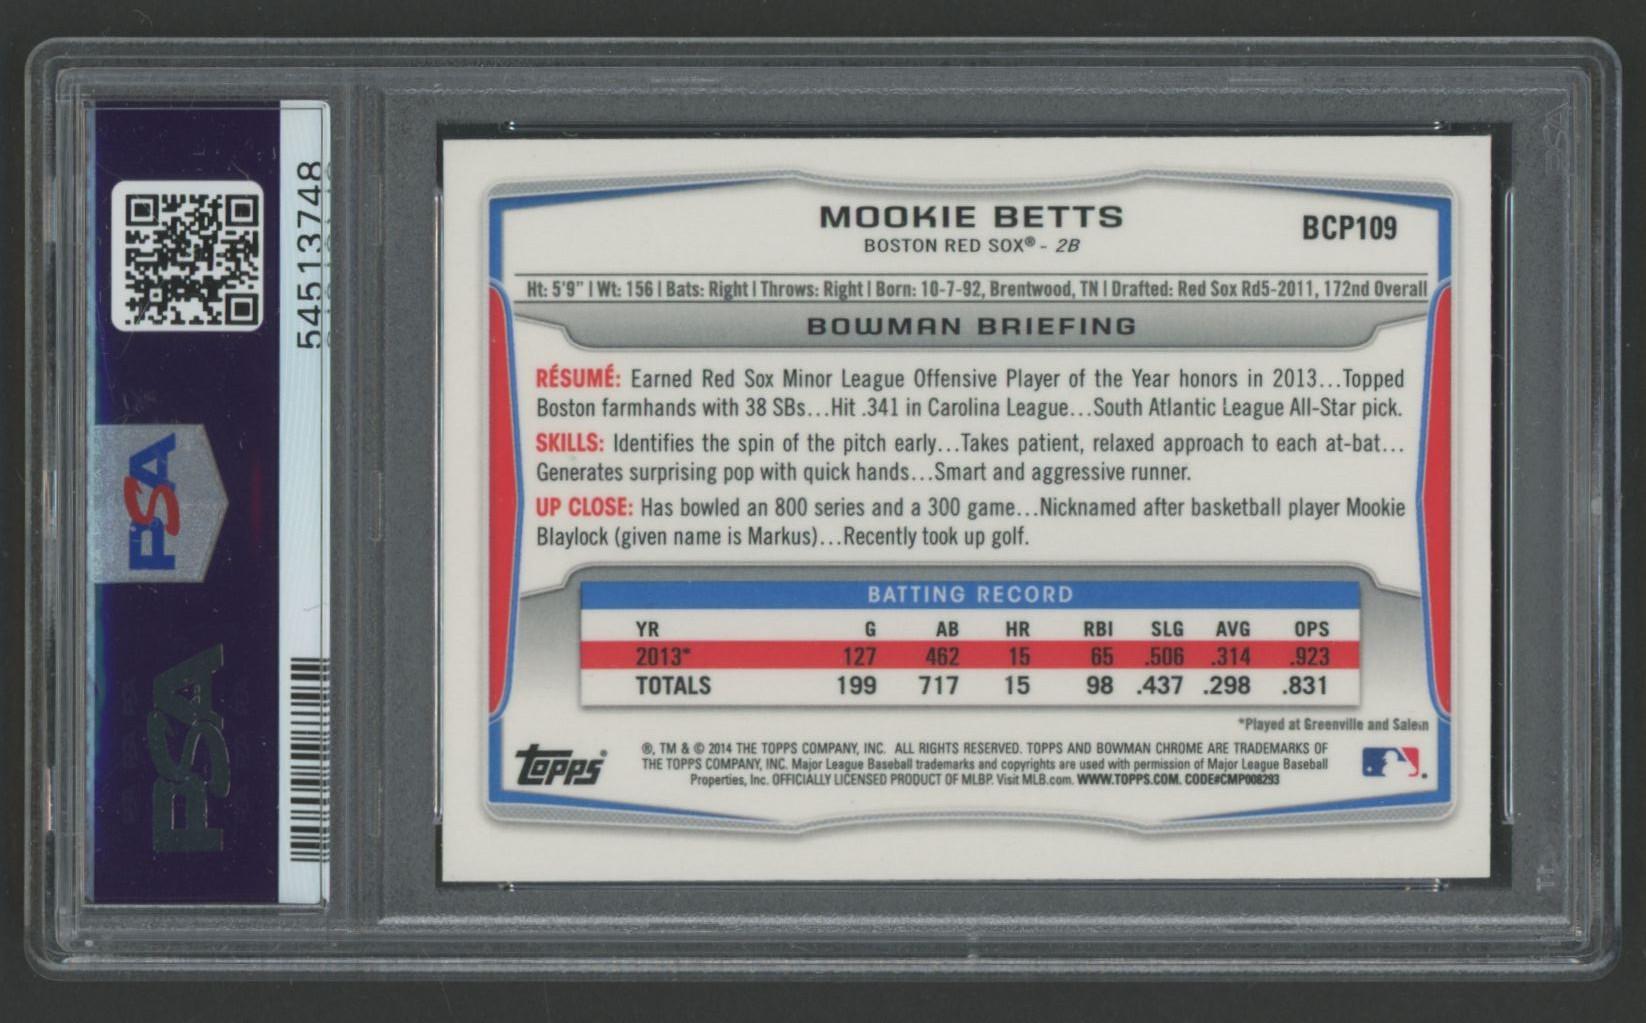 54513748
PSA
PSA
MOOKIE BETTS
BCP109
BOSTON RED SOX® - 2B
Ht: 5'9" | Wt: 156 | Bats: Right | Throws: Right | Born: 10-7-92, Brentwood, TN | Drafted: Red Sox Rd5-2011, 172nd Overall
BOWMAN BRIEFING
RÉSUMÉ: Earned Red Sox Minor League Offensive Player of the Year honors in 2013...Topped
Boston farmhands with 38 SBs...Hit .341 in Carolina League...South Atlantic League All-Star pick.
SKILLS: Identifies the spin of the pitch early...Takes patient, relaxed approach to each at-bat...
Generates surprising pop with quick hands...Smart and aggressive runner.
UP CLOSE: Has bowled an 800 series and a 300 game...Nicknamed after basketball player Mookie
Blaylock (given name is Markus)...Recently took up golf.
BATTING RECORD
YR G AB HR RBI SLG AVG OPS
2013* 127 462 15 65 .506 .314 .923
TOTALS 199 717 15 98 .437 .298 .831
*Played at Greenville and Salem
Topps®
®, TM & © 2014 THE TOPPS COMPANY, INC. ALL RIGHTS RESERVED. TOPPS AND BOWMAN CHROME ARE TRADEMARKS OF
THE TOPPS COMPANY, INC. Major League Baseball trademarks and copyrights are used with permission of Major League Baseball
Properties, Inc. OFFICIALLY LICENSED PRODUCT OF MLBP. Visit MLB.com. WWW.TOPPS.COM. CODE#CMP008293